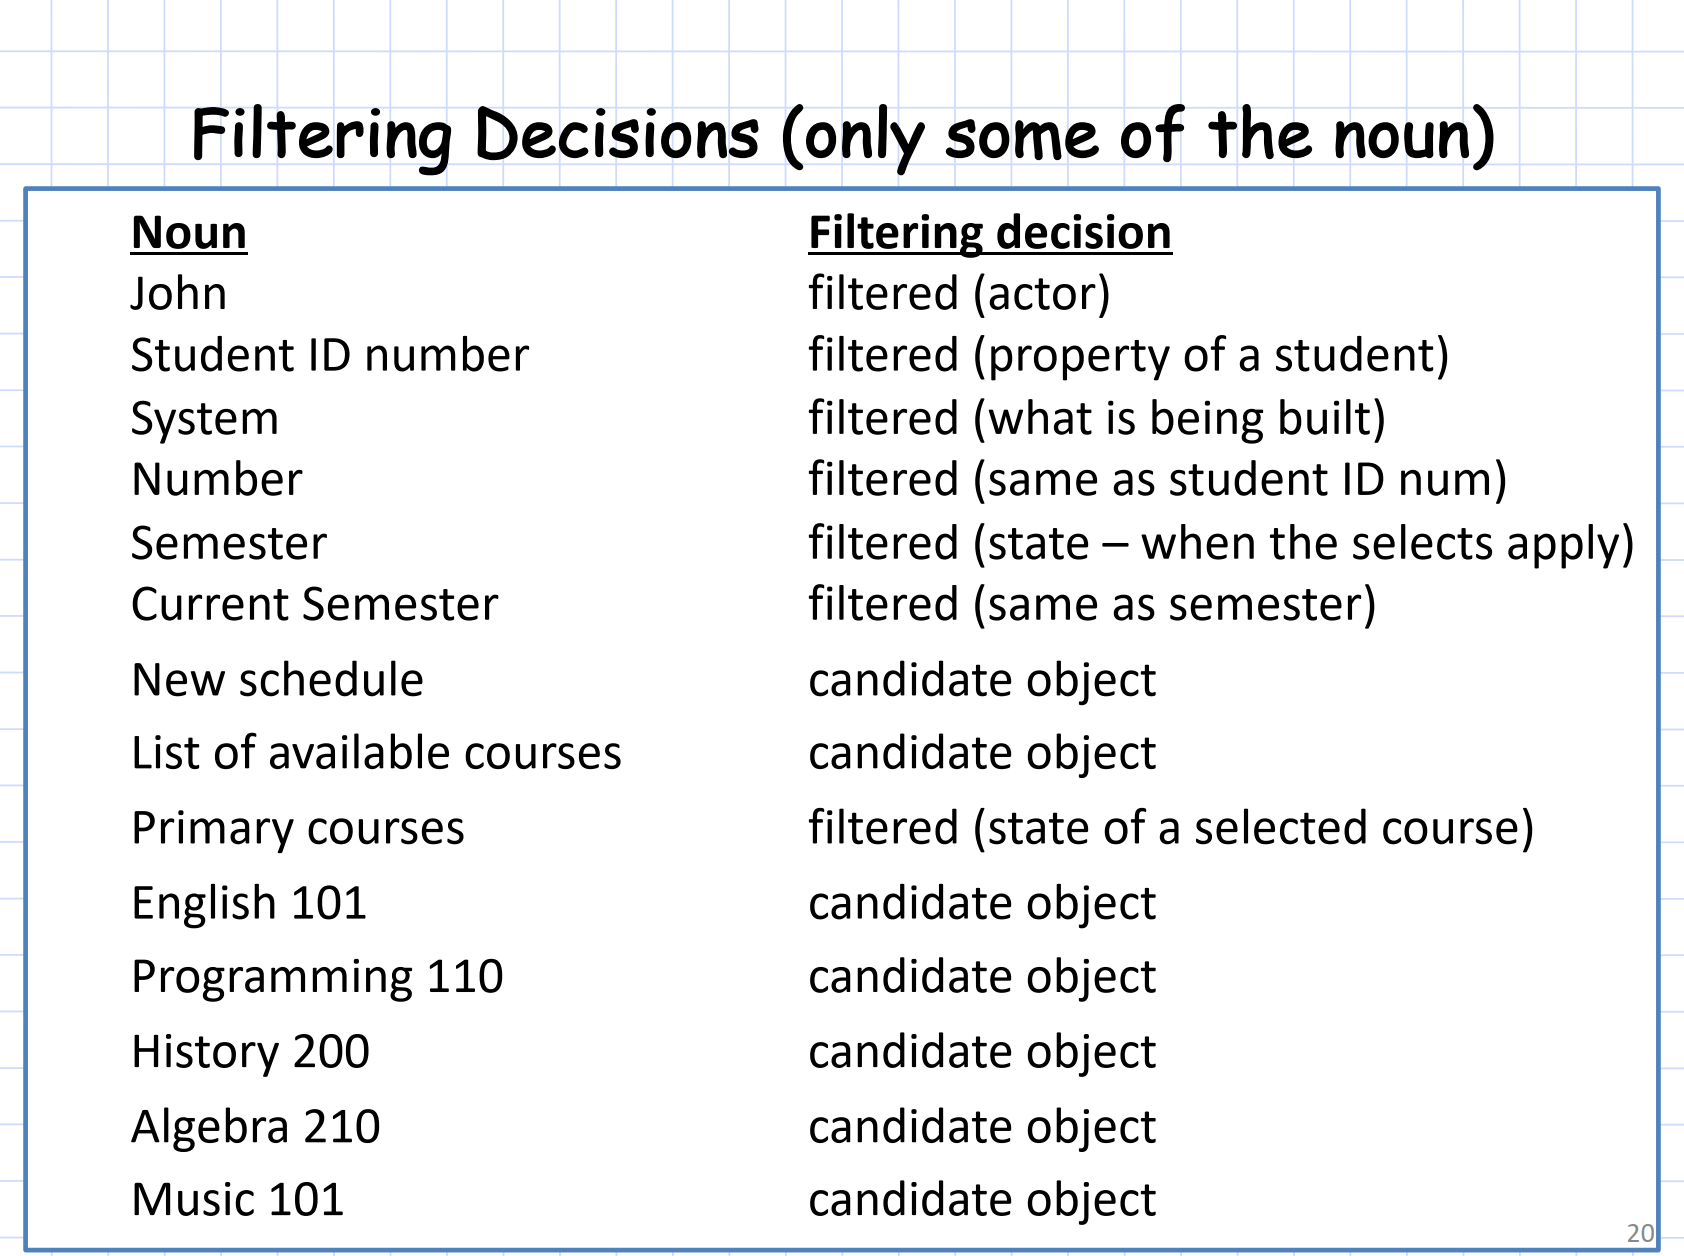 Filtering Decisions (only some of the noun)
Noun Filtering decision
John filtered (actor)
Student ID number filtered (property of a student)
System filtered (what is being built)
Number filtered (same as student ID num)
Semester filtered (state – when the selects apply)
Current Semester filtered (same as semester)
New schedule candidate object
List of available courses candidate object
Primary courses filtered (state of a selected course)
English 101 candidate object
Programming 110 candidate object
History 200 candidate object
Algebra 210 candidate object
Music 101 candidate object
20